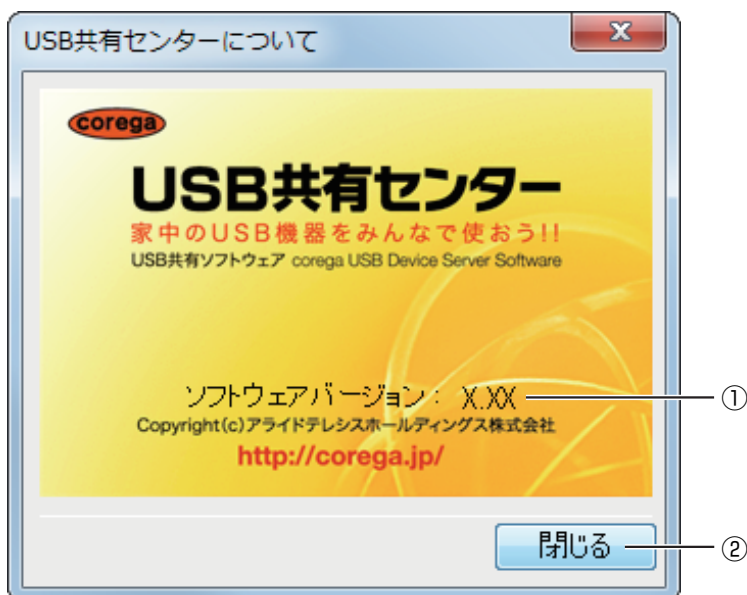 USB共有センターについて
corega
USB共有センター
家中のUSB機器をみんなで使おう!!
USB共有ソフトウェア corega USB Device Server Software
ソフトウェアバージョン： X.XX ①
Copyright(c)アライドテレシスホールディングス株式会社
http://corega.jp/
閉じる ②